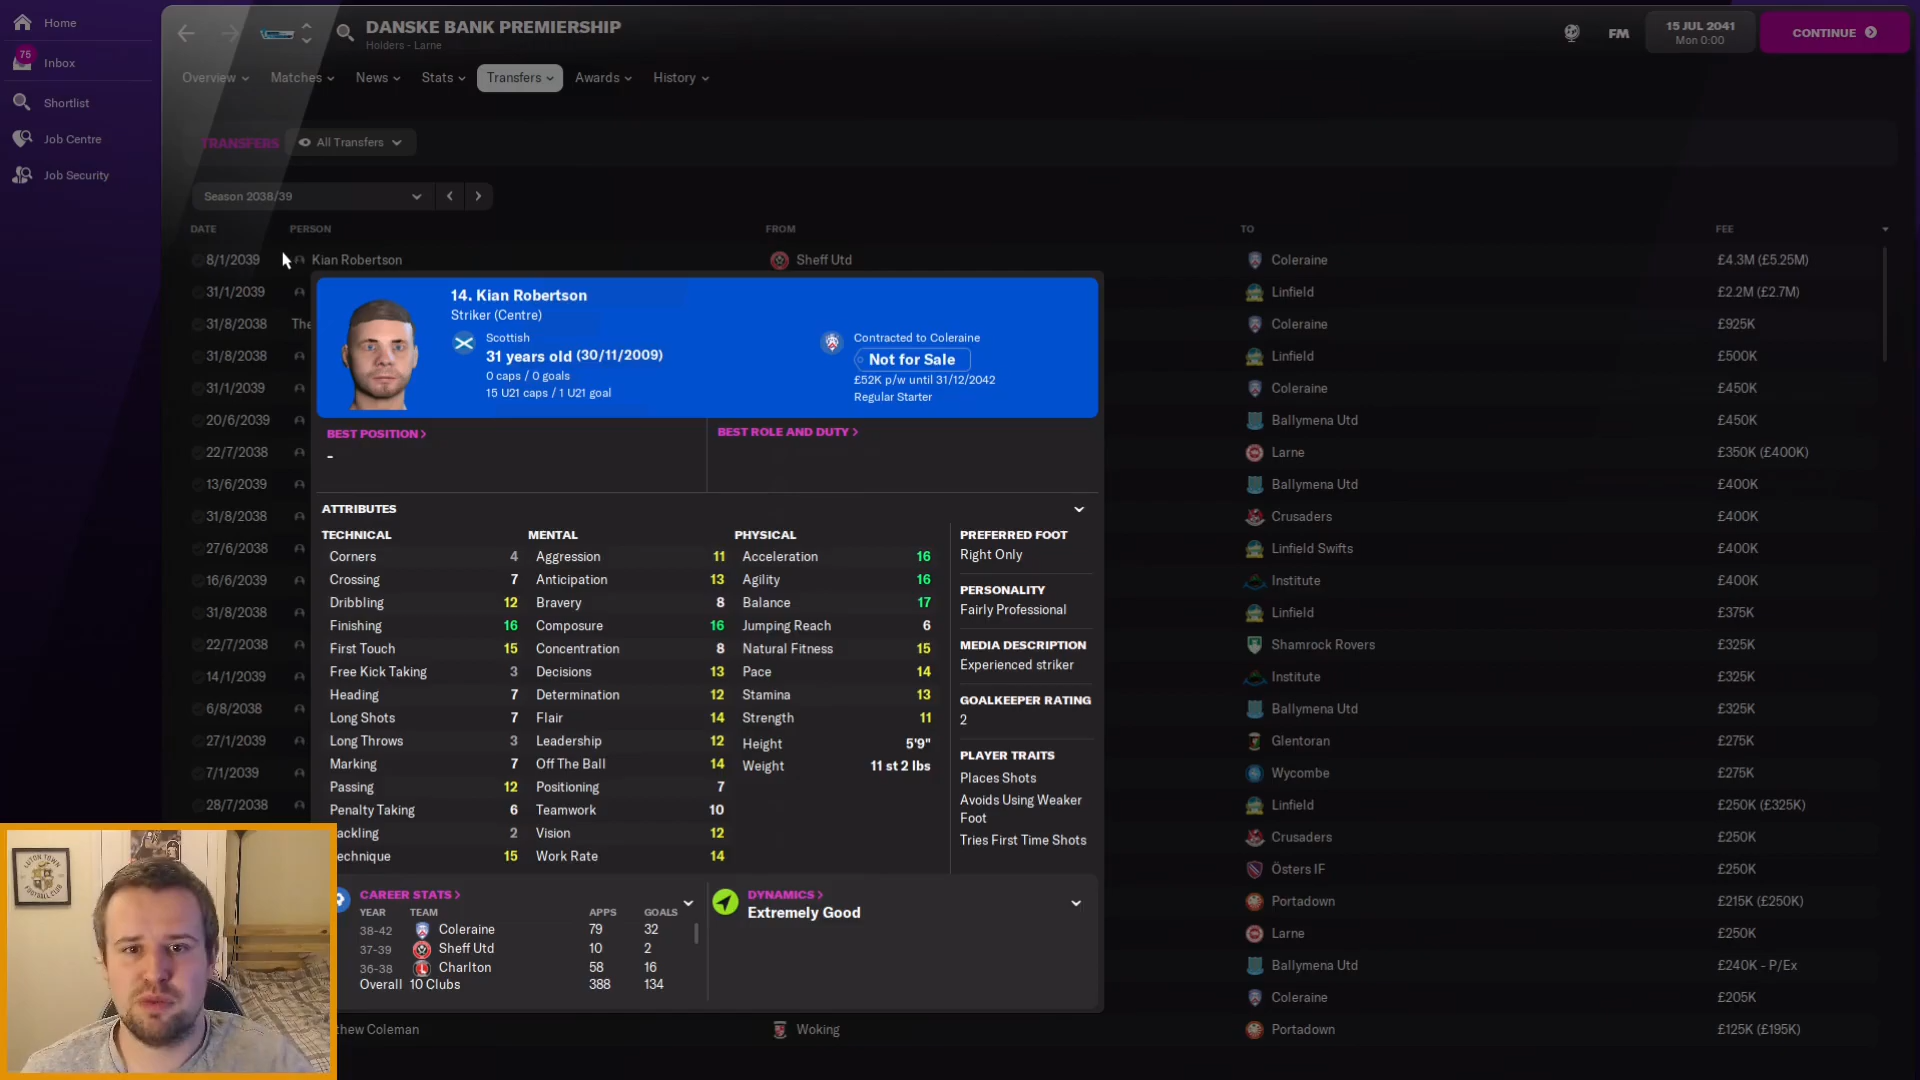 Home
75
Inbox
Shortlist
Job Centre
Job Security
DANSKE BANK PREMIERSHIP
Holders - Larne
FM
15 JUL 2041
Mon 0:00
CONTINUE
Overview
Matches
News
Stats
Transfers
Awards
History
TRANSFERS
All Transfers
Season 2038/39
DATE PERSON FROM TO FEE
8/1/2039 Kian Robertson Sheff Utd Coleraine £4.3M (£5.25M)
31/1/2039 Linfield £2.2M (£2.7M)
31/8/2038 The Coleraine £925K
31/8/2038 Linfield £500K
31/1/2039 Coleraine £450K
20/6/2039 Ballymena Utd £450K
22/7/2038 Larne £350K (£400K)
13/6/2039 Ballymena Utd £400K
31/8/2038 Crusaders £400K
27/6/2038 Linfield Swifts £400K
16/6/2039 Institute £400K
31/8/2038 Linfield £375K
22/7/2038 Shamrock Rovers £325K
14/1/2039 Institute £325K
6/8/2038 Ballymena Utd £325K
27/1/2039 Glentoran £275K
7/1/2039 Wycombe £275K
28/7/2038 Linfield £250K (£325K)
Crusaders £250K
Östers IF £250K
Portadown £215K (£250K)
Larne £250K
Ballymena Utd £240K - P/Ex
Coleraine £205K
thew Coleman Woking Portadown £125K (£195K)
14. Kian Robertson
Striker (Centre)
Scottish
31 years old (30/11/2009)
0 caps / 0 goals
15 U21 caps / 1 U21 goal
Contracted to Coleraine
Not for Sale
£52K p/w until 31/12/2042
Regular Starter
BEST POSITION >
-
BEST ROLE AND DUTY >
ATTRIBUTES
TECHNICAL
Corners 4
Crossing 7
Dribbling 12
Finishing 16
First Touch 15
Free Kick Taking 3
Heading 7
Long Shots 7
Long Throws 3
Marking 7
Passing 12
Penalty Taking 6
ackling 2
echnique 15
MENTAL
Aggression 11
Anticipation 13
Bravery 8
Composure 16
Concentration 8
Decisions 13
Determination 12
Flair 14
Leadership 12
Off The Ball 14
Positioning 7
Teamwork 10
Vision 12
Work Rate 14
PHYSICAL
Acceleration 16
Agility 16
Balance 17
Jumping Reach 6
Natural Fitness 15
Pace 14
Stamina 13
Strength 11
Height 5'9"
Weight 11 st 2 lbs
PREFERRED FOOT
Right Only
PERSONALITY
Fairly Professional
MEDIA DESCRIPTION
Experienced striker
GOALKEEPER RATING
2
PLAYER TRAITS
Places Shots
Avoids Using Weaker
Foot
Tries First Time Shots
CAREER STATS >
YEAR TEAM APPS GOALS
38-42 Coleraine 79 32
37-39 Sheff Utd 10 2
36-38 Charlton 58 16
Overall 10 Clubs 388 134
DYNAMICS >
Extremely Good
LUTON TOWN